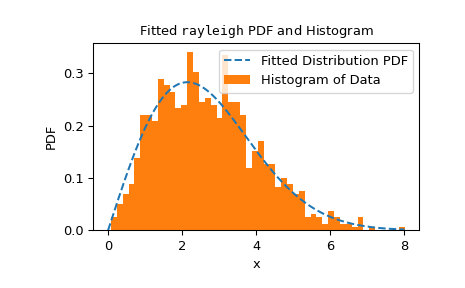 Fitted rayleigh PDF and Histogram
Fitted Distribution PDF
Histogram of Data
PDF
0.3
0.2
0.1
0.0
0 2 4 6 8
x